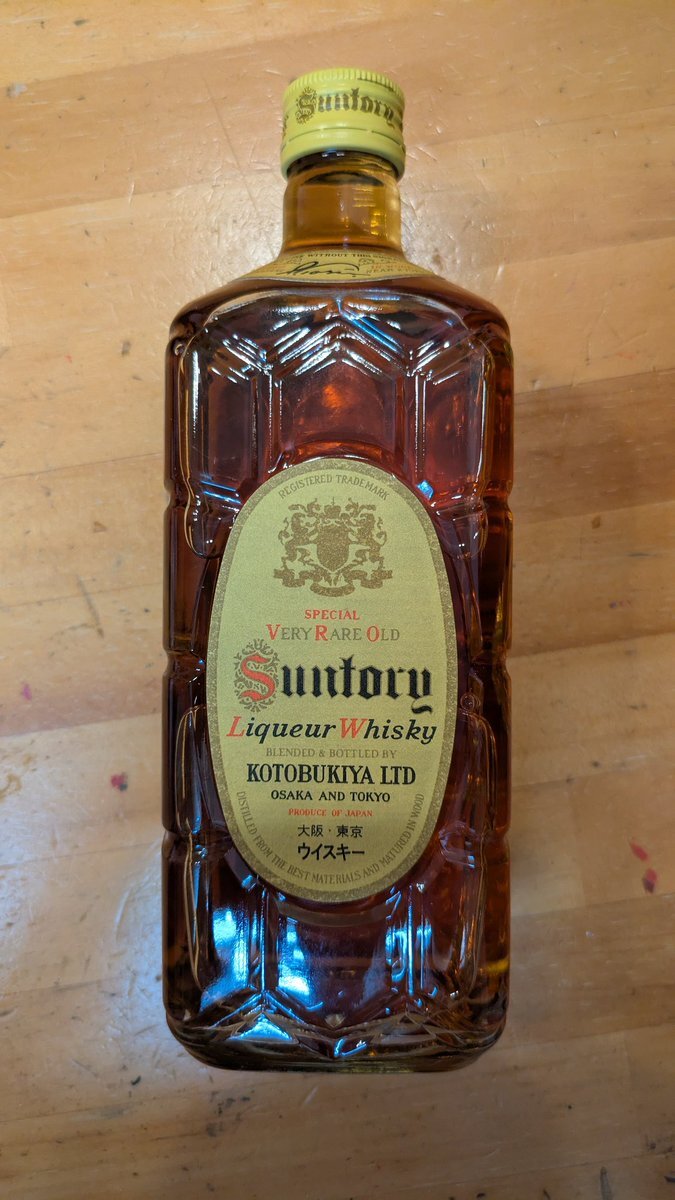 Suntory
WITHOUT THIS
REGISTERED TRADEMARK
SPECIAL
VERY RARE OLD
Suntory
Liqueur Whisky
BLENDED & BOTTLED BY
KOTOBUKIYA LTD
OSAKA AND TOKYO
PRODUCE OF JAPAN
大阪・東京
ウイスキー
DISTILLED FROM THE BEST MATERIALS AND MATURED IN WOOD